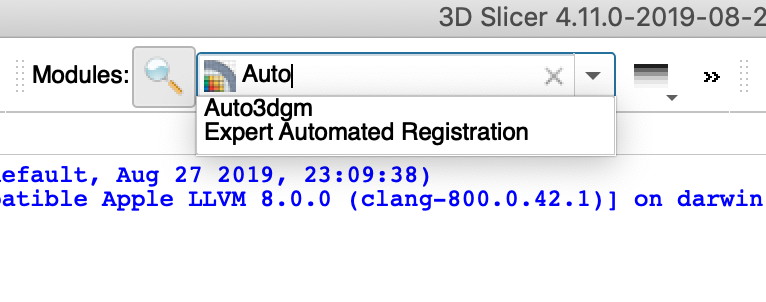 3D Slicer 4.11.0-2019-08-2
Modules: Auto
Auto3dgm
Expert Automated Registration
efault, Aug 27 2019, 23:09:38)
atible Apple LLVM 8.0.0 (clang-800.0.42.1)] on darwin